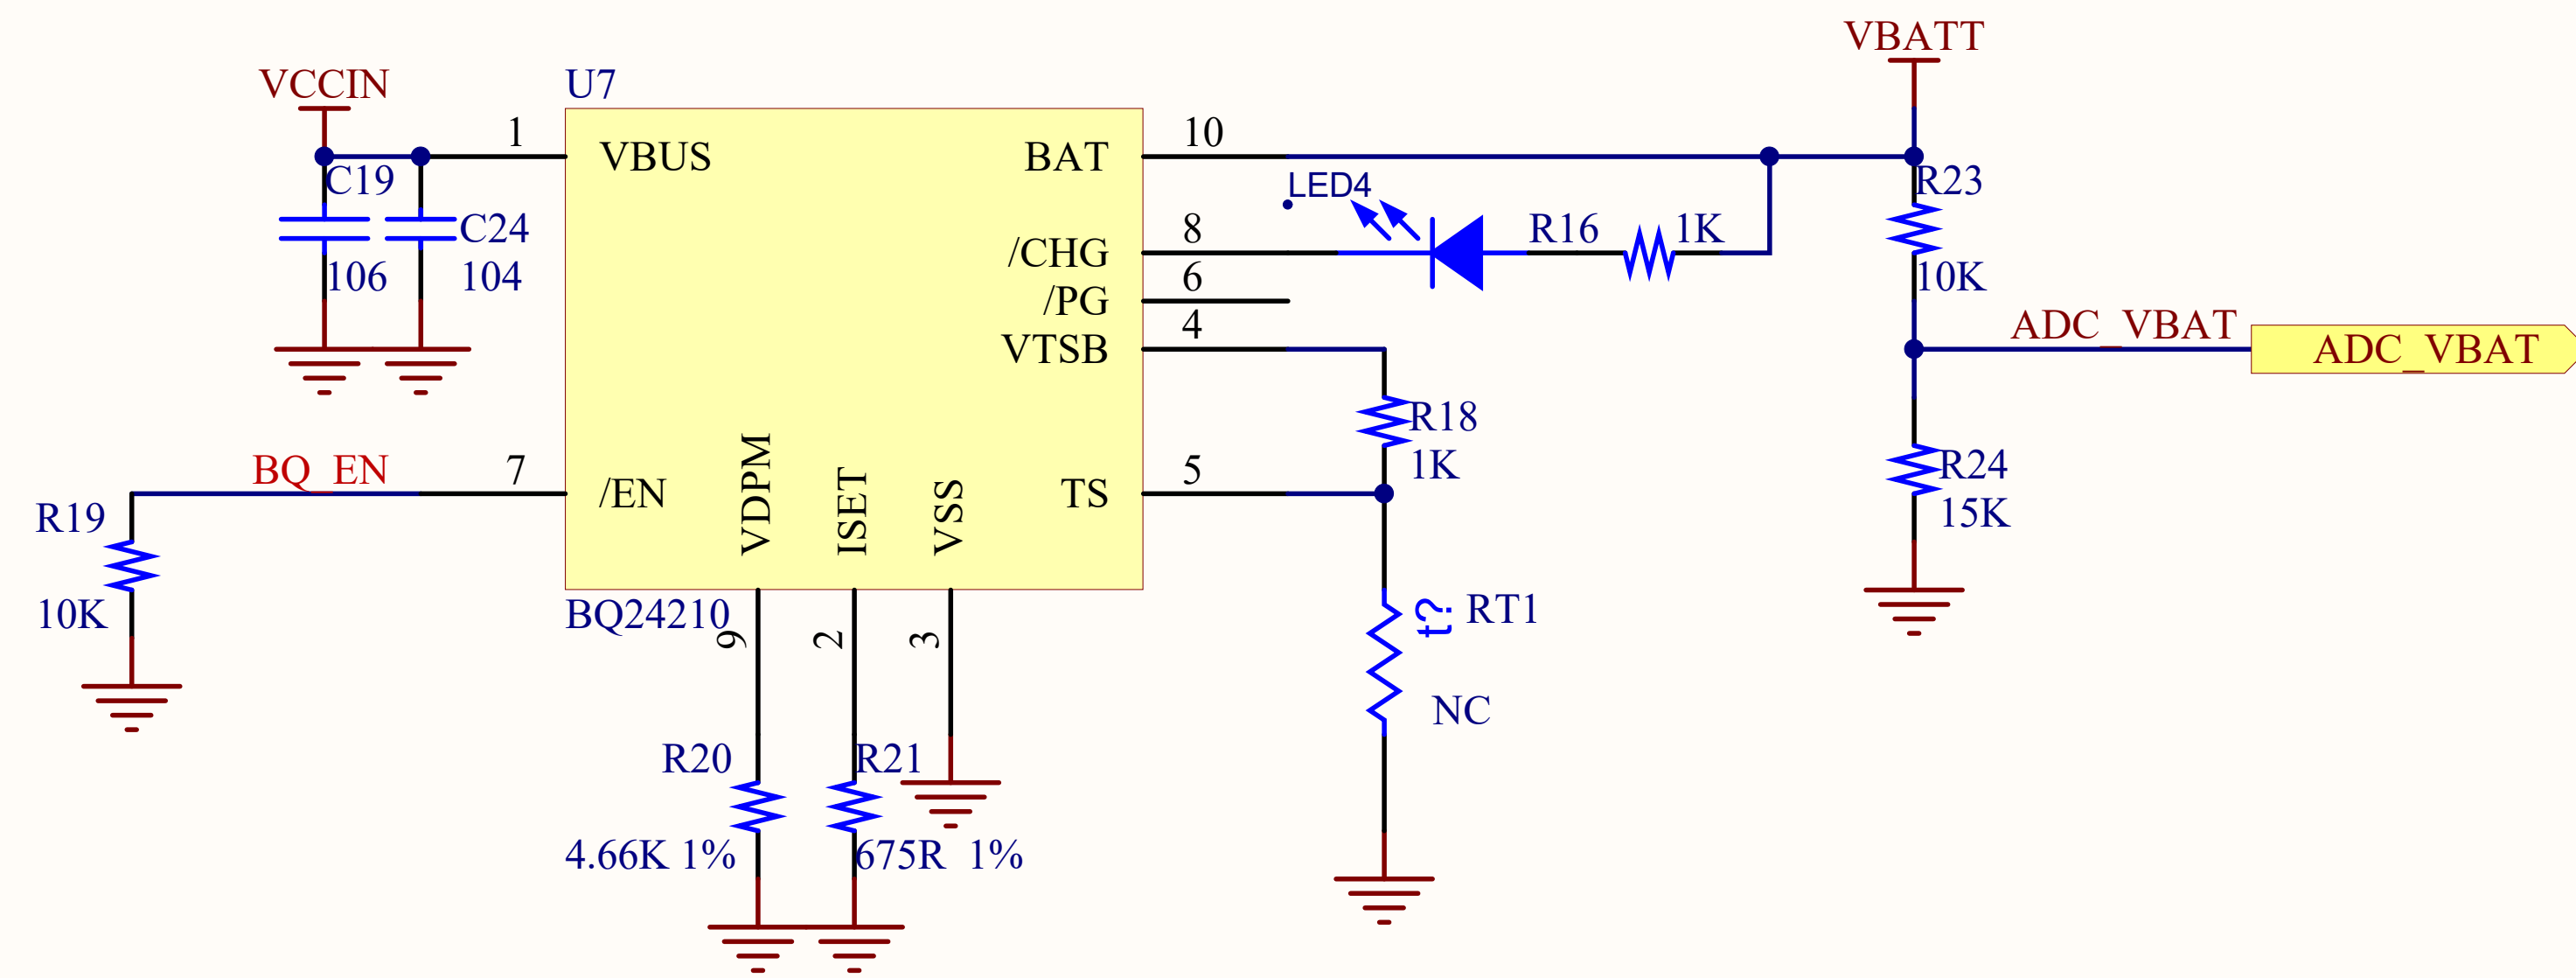 VBATT
VCCIN
U7
1
VBUS
BAT
10
C19
LED4
R23
C24
/CHG
8
R16
1K
106
104
/PG
6
10K
VTSB
4
ADC_VBAT
ADC_VBAT
R18
1K
BQ_EN
7
/EN
TS
5
R24
15K
VDPM
ISET
VSS
R19
10K
BQ24210
9
2
3
t?
RT1
NC
R20
R21
4.66K 1%
675R 1%